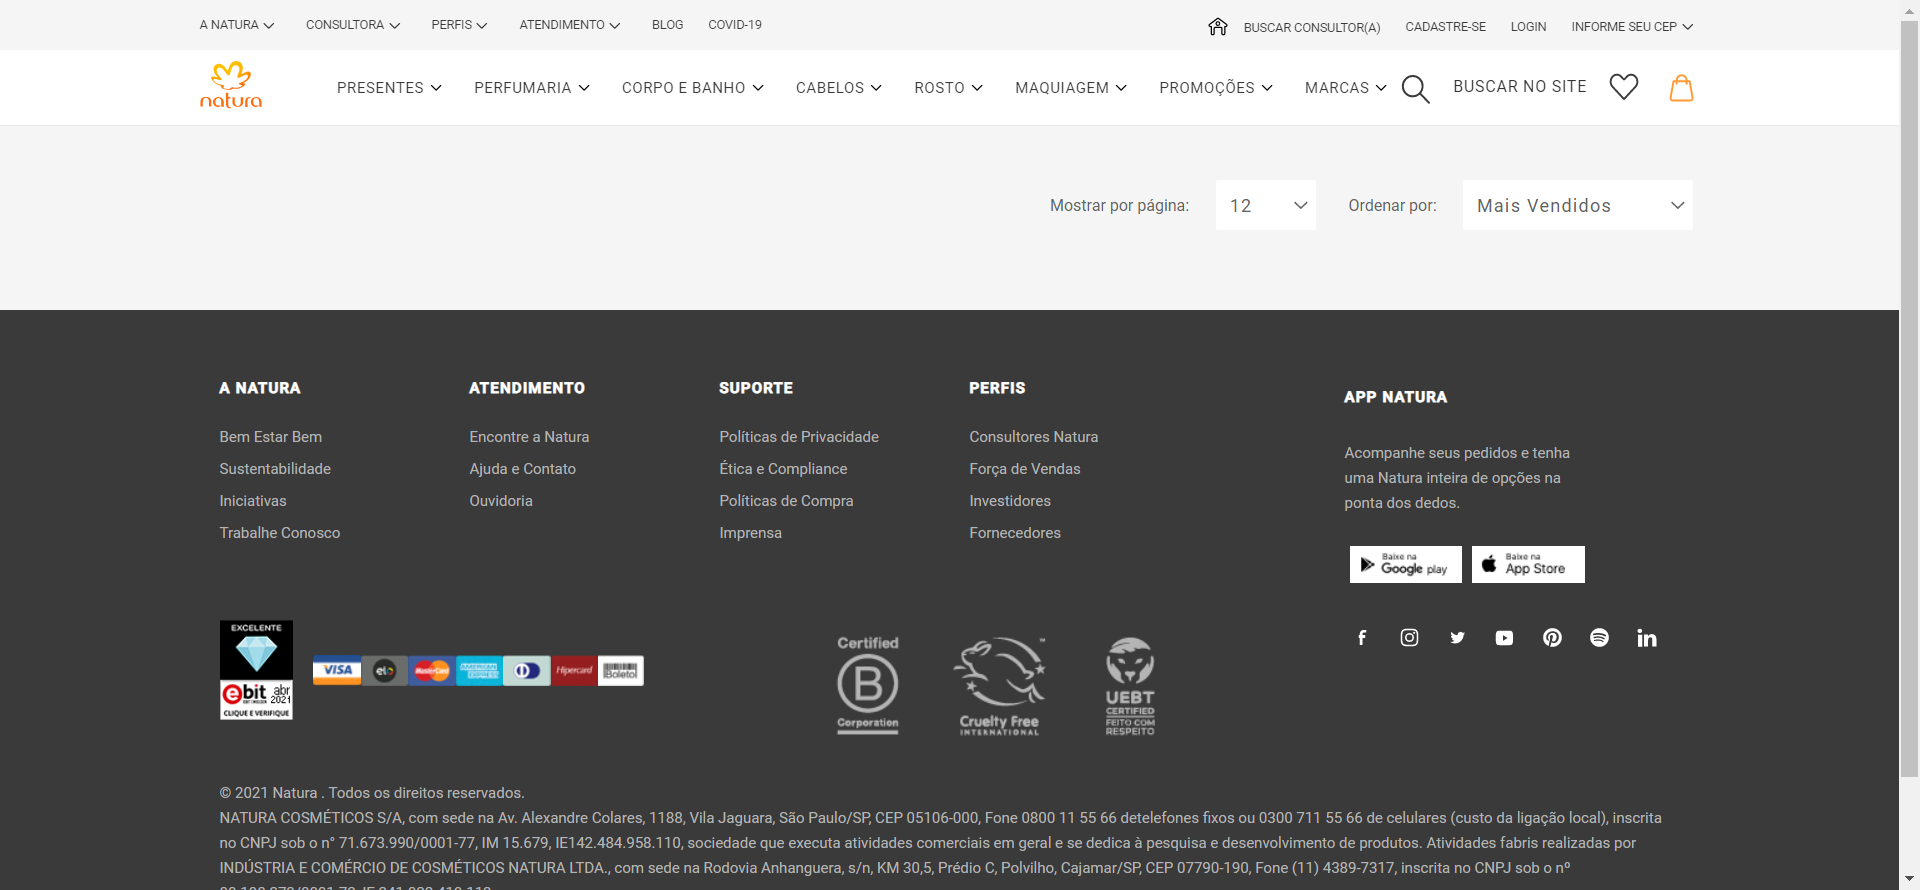 A NATURA CONSULTORA PERFIS ATENDIMENTO BLOG COVID-19 BUSCAR CONSULTOR(A) CADASTRE-SE LOGIN INFORME SEU CEP
natura PRESENTES PERFUMARIA CORPO E BANHO CABELOS ROSTO MAQUIAGEM PROMOÇÕES MARCAS BUSCAR NO SITE
Mostrar por página: 12 Ordenar por: Mais Vendidos
A NATURA
Bem Estar Bem
Sustentabilidade
Iniciativas
Trabalhe Conosco
ATENDIMENTO
Encontre a Natura
Ajuda e Contato
Ouvidoria
SUPORTE
Políticas de Privacidade
Ética e Compliance
Políticas de Compra
Imprensa
PERFIS
Consultores Natura
Força de Vendas
Investidores
Fornecedores
APP NATURA
Acompanhe seus pedidos e tenha
uma Natura inteira de opções na
ponta dos dedos.
Baixe na
Google play
Baixe na
App Store
EXCELENTE
ebit abr
2021
CLIQUE E VERIFIQUE
VISA elo MasterCard AMERICAN EXPRESS Hipercard Boleto!
Certified
B
Corporation
Cruelty Free
INTERNATIONAL
UEBT
CERTIFIED
FEITO COM
RESPEITO
© 2021 Natura . Todos os direitos reservados.
NATURA COSMÉTICOS S/A, com sede na Av. Alexandre Colares, 1188, Vila Jaguara, São Paulo/SP, CEP 05106-000, Fone 0800 11 55 66 detelefones fixos ou 0300 711 55 66 de celulares (custo da ligação local), inscrita
no CNPJ sob o n° 71.673.990/0001-77, IM 15.679, IE142.484.958.110, sociedade que executa atividades comerciais em geral e se dedica à pesquisa e desenvolvimento de produtos. Atividades fabris realizadas por
INDÚSTRIA E COMÉRCIO DE COSMÉTICOS NATURA LTDA., com sede na Rodovia Anhanguera, s/n, KM 30,5, Prédio C, Polvilho, Cajamar/SP, CEP 07790-190, Fone (11) 4389-7317, inscrita no CNPJ sob o nº